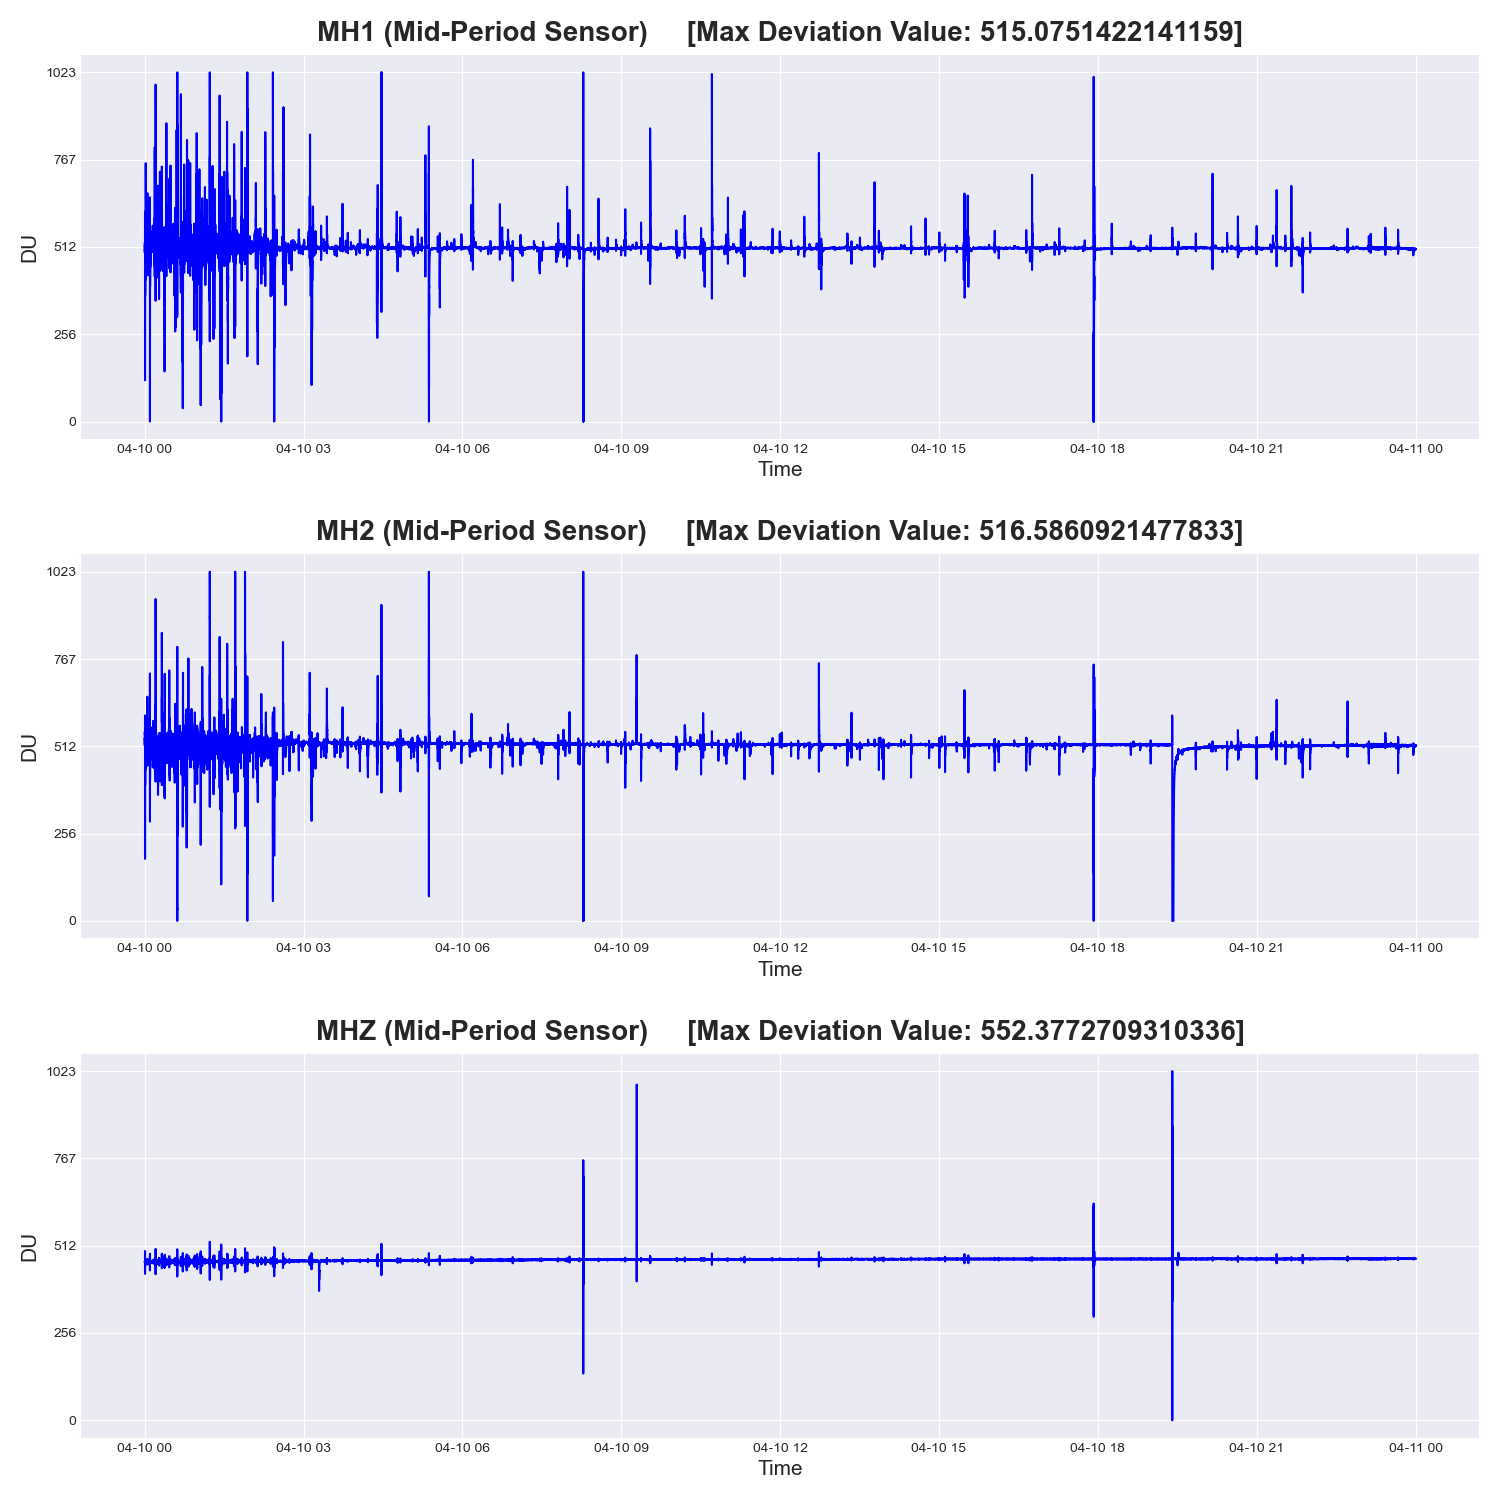 MH1 (Mid-Period Sensor) [Max Deviation Value: 515.0751422141159]
1023
767
512
256
0
DU
04-10 00 04-10 03 04-10 06 04-10 09 04-10 12 04-10 15 04-10 18 04-10 21 04-11 00
Time
MH2 (Mid-Period Sensor) [Max Deviation Value: 516.5860921477833]
1023
767
512
256
0
DU
04-10 00 04-10 03 04-10 06 04-10 09 04-10 12 04-10 15 04-10 18 04-10 21 04-11 00
Time
MHZ (Mid-Period Sensor) [Max Deviation Value: 552.3772709310336]
1023
767
512
256
0
DU
04-10 00 04-10 03 04-10 06 04-10 09 04-10 12 04-10 15 04-10 18 04-10 21 04-11 00
Time